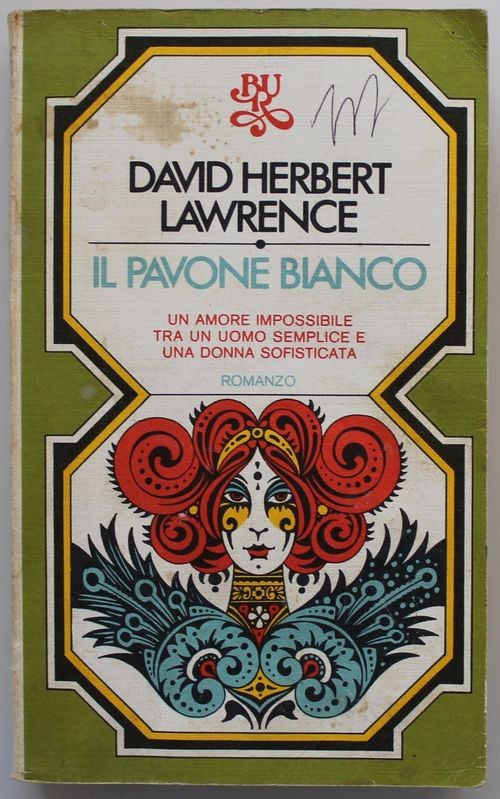 BUR
DAVID HERBERT
LAWRENCE
IL PAVONE BIANCO
UN AMORE IMPOSSIBILE
TRA UN UOMO SEMPLICE E
UNA DONNA SOFISTICATA
ROMANZO